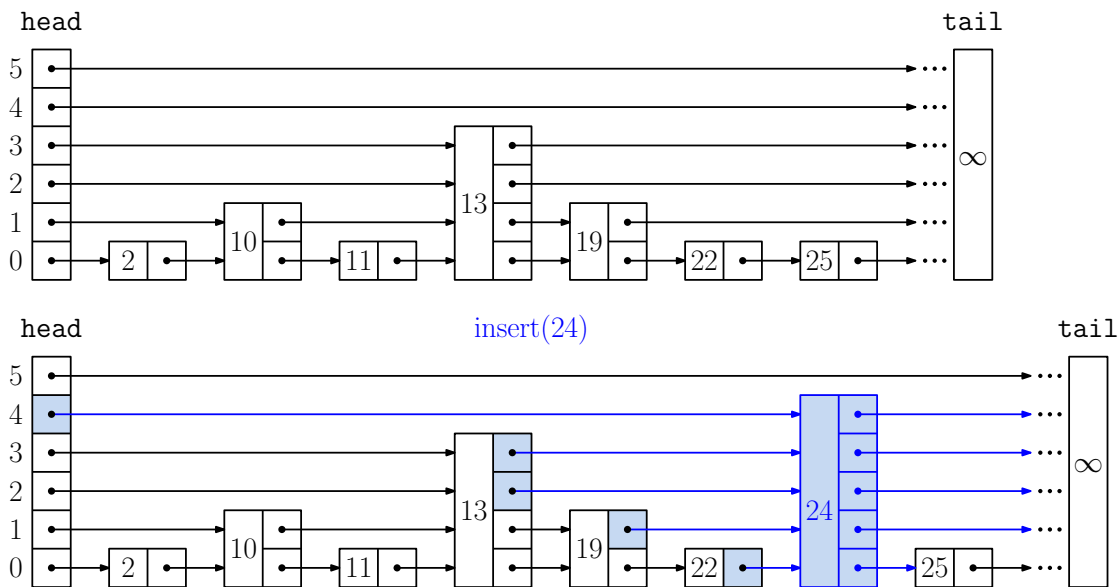 head tail
5 ...
4 ...
3 ...
2 ... ∞
1 13 ...
10 19
0 2 11 22 25 ...
insert(24)
head tail
5 ...
4 ...
3 ...
2 ... ∞
1 13 24 ...
10 19
0 2 11 22 25 ...